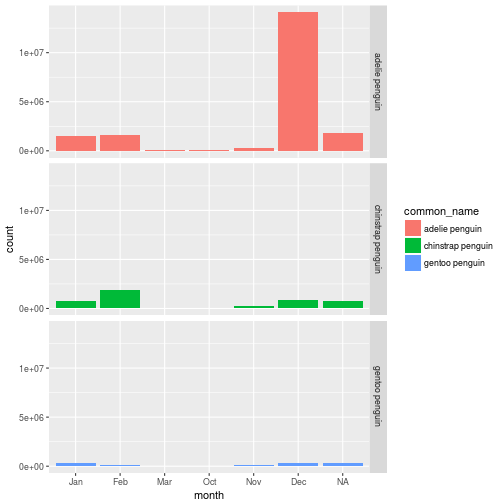 1e+07
5e+06
0e+00
adelie penguin
1e+07
5e+06
0e+00
chinstrap penguin
1e+07
5e+06
0e+00
gentoo penguin
count
Jan Feb Mar Oct Nov Dec NA
month
common_name
adelie penguin
chinstrap penguin
gentoo penguin